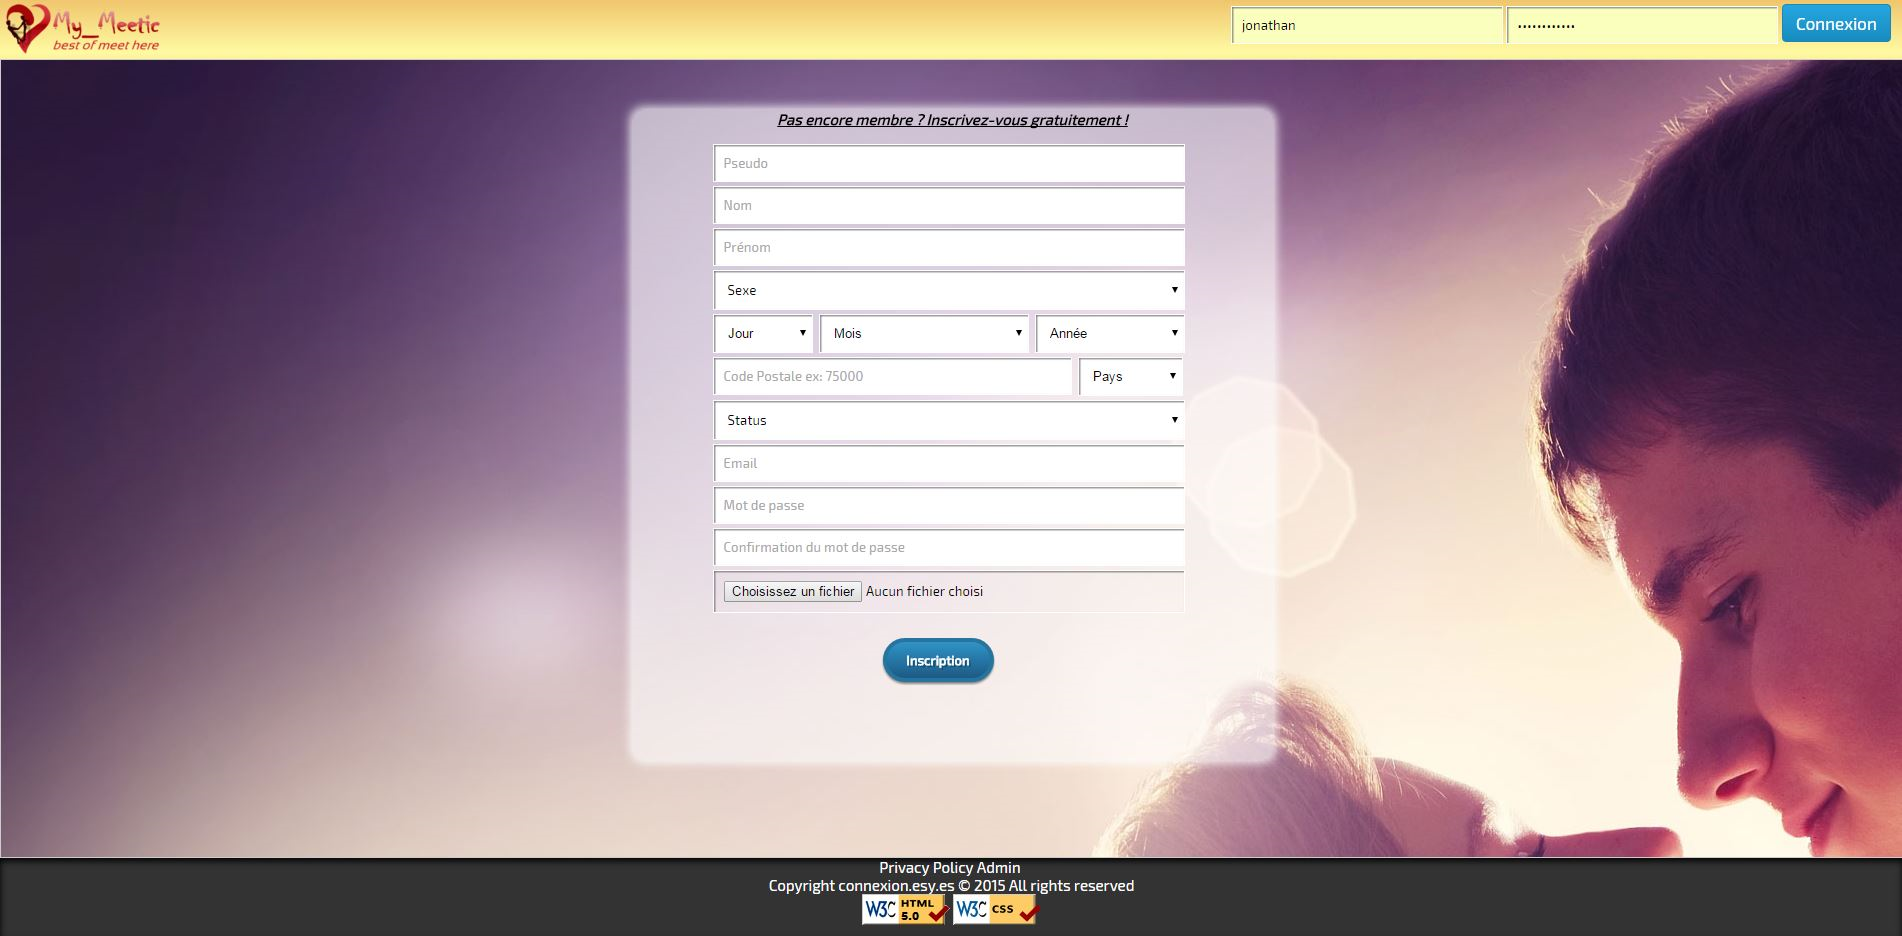 My_Meetic
best of meet here
jonathan
••••••••••••
Connexion
Pas encore membre ? Inscrivez-vous gratuitement !
Pseudo
Nom
Prénom
Sexe
Jour Mois Année
Code Postale ex: 75000 Pays
Status
Email
Mot de passe
Confirmation du mot de passe
Choisissez un fichier Aucun fichier choisi
Inscription
Privacy Policy Admin
Copyright connexion.esy.es © 2015 All rights reserved
W3C HTML 5.0 W3C CSS